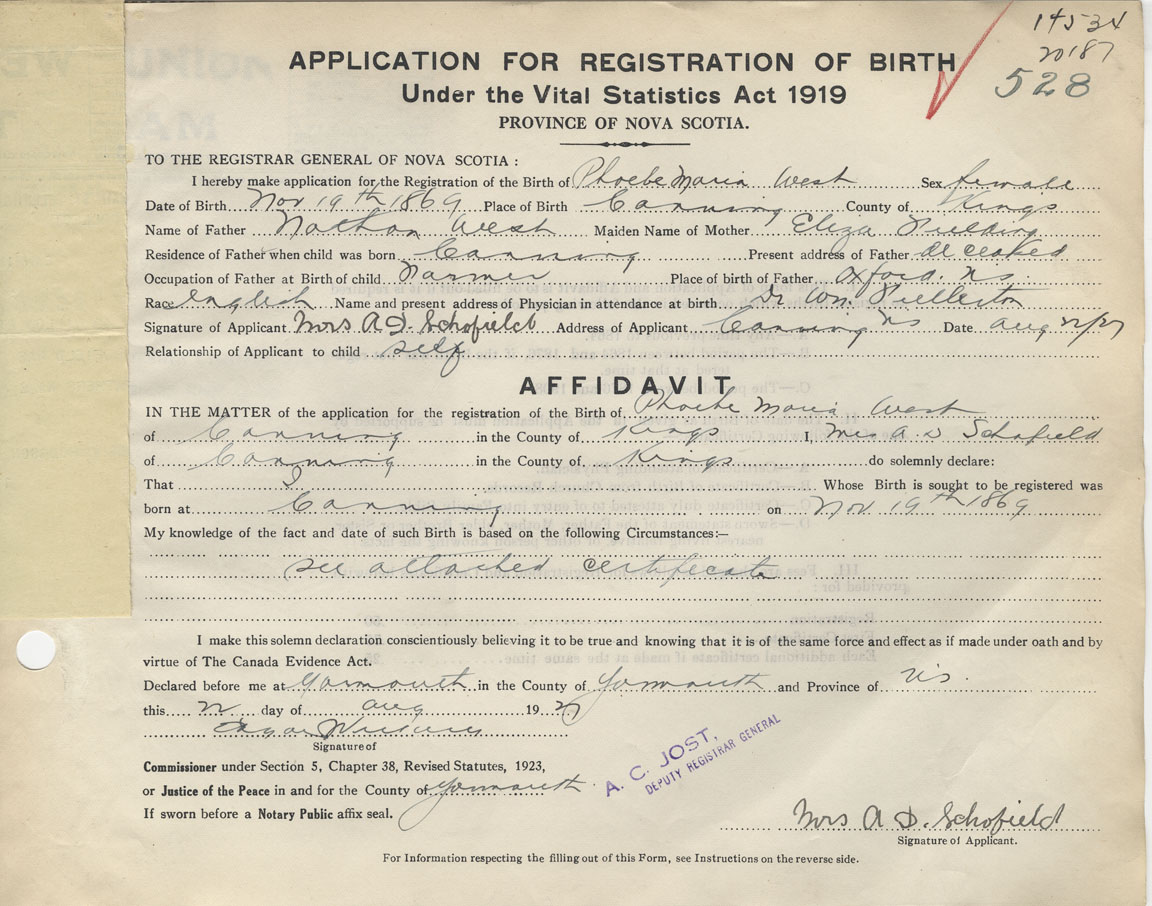 14534
20187
528
APPLICATION FOR REGISTRATION OF BIRTH
Under the Vital Statistics Act 1919
PROVINCE OF NOVA SCOTIA.
TO THE REGISTRAR GENERAL OF NOVA SCOTIA :
I hereby make application for the Registration of the Birth of Phoebe Maria West Sex female
Date of Birth Nov 19th 1869 Place of Birth Canning County of Kings
Name of Father Nathan West Maiden Name of Mother Eliza Fielding
Residence of Father when child was born Canning Present address of Father deceased
Occupation of Father at Birth of child Farmer Place of birth of Father Oxford. NS.
Race English Name and present address of Physician in attendance at birth Dr Wm. Fullerton
Signature of Applicant Mrs A D. Schofield Address of Applicant Canning NS Date Aug 22/27
Relationship of Applicant to child self
AFFIDAVIT
IN THE MATTER of the application for the registration of the Birth of Phoebe Maria West
of Canning in the County of Kings I, Mrs A D Schofield
of Canning in the County of Kings do solemnly declare:
That I Whose Birth is sought to be registered was
born at Canning on Nov 19th 1869
My knowledge of the fact and date of such Birth is based on the following Circumstances:—
see attached certificate
I make this solemn declaration conscientiously believing it to be true and knowing that it is of the same force and effect as if made under oath and by
virtue of The Canada Evidence Act.
Declared before me at Yarmouth in the County of Yarmouth and Province of N.S.
this 22 day of Aug 1927
Signature of
Commissioner under Section 5, Chapter 38, Revised Statutes, 1923,
or Justice of the Peace in and for the County of Yarmouth
If sworn before a Notary Public affix seal.
A. C. JOST,
DEPUTY REGISTRAR GENERAL
Mrs A D. Schofield
Signature of Applicant.
For Information respecting the filling out of this Form, see Instructions on the reverse side.